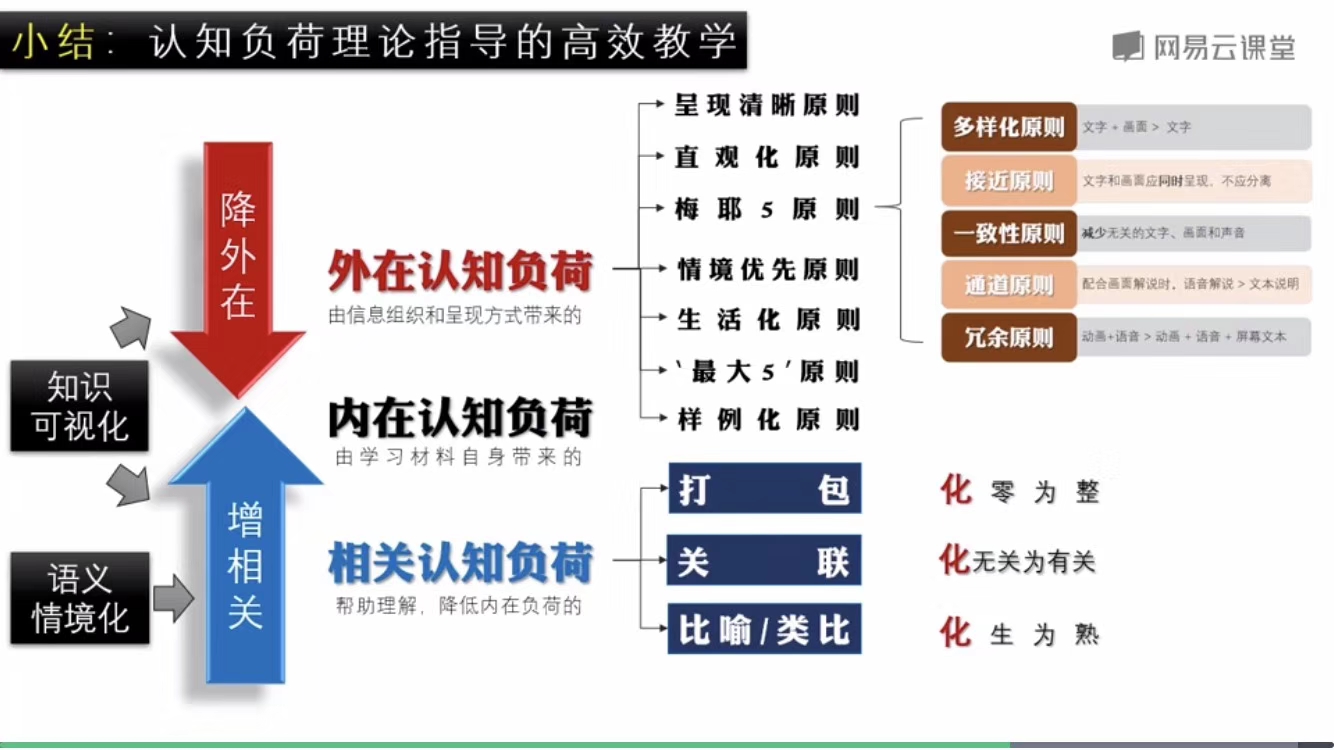 小结：认知负荷理论指导的高效教学
网易云课堂
降外在
增相关
知识
可视化
语义
情境化
外在认知负荷
由信息组织和呈现方式带来的
内在认知负荷
由学习材料自身带来的
相关认知负荷
帮助理解，降低内在负荷的
呈现清晰原则
直观化原则
梅耶5原则
情境优先原则
生活化原则
‘最大5’原则
样例化原则
多样化原则 文字 + 画面 > 文字
接近原则 文字和画面应同时呈现，不应分离
一致性原则 减少无关的文字、画面和声音
通道原则 配合画面解说时，语音解说 > 文本说明
冗余原则 动画+语音 > 动画 + 语音 + 屏幕文本
打包 化零为整
关联 化无关为有关
比喻/类比 化生为熟